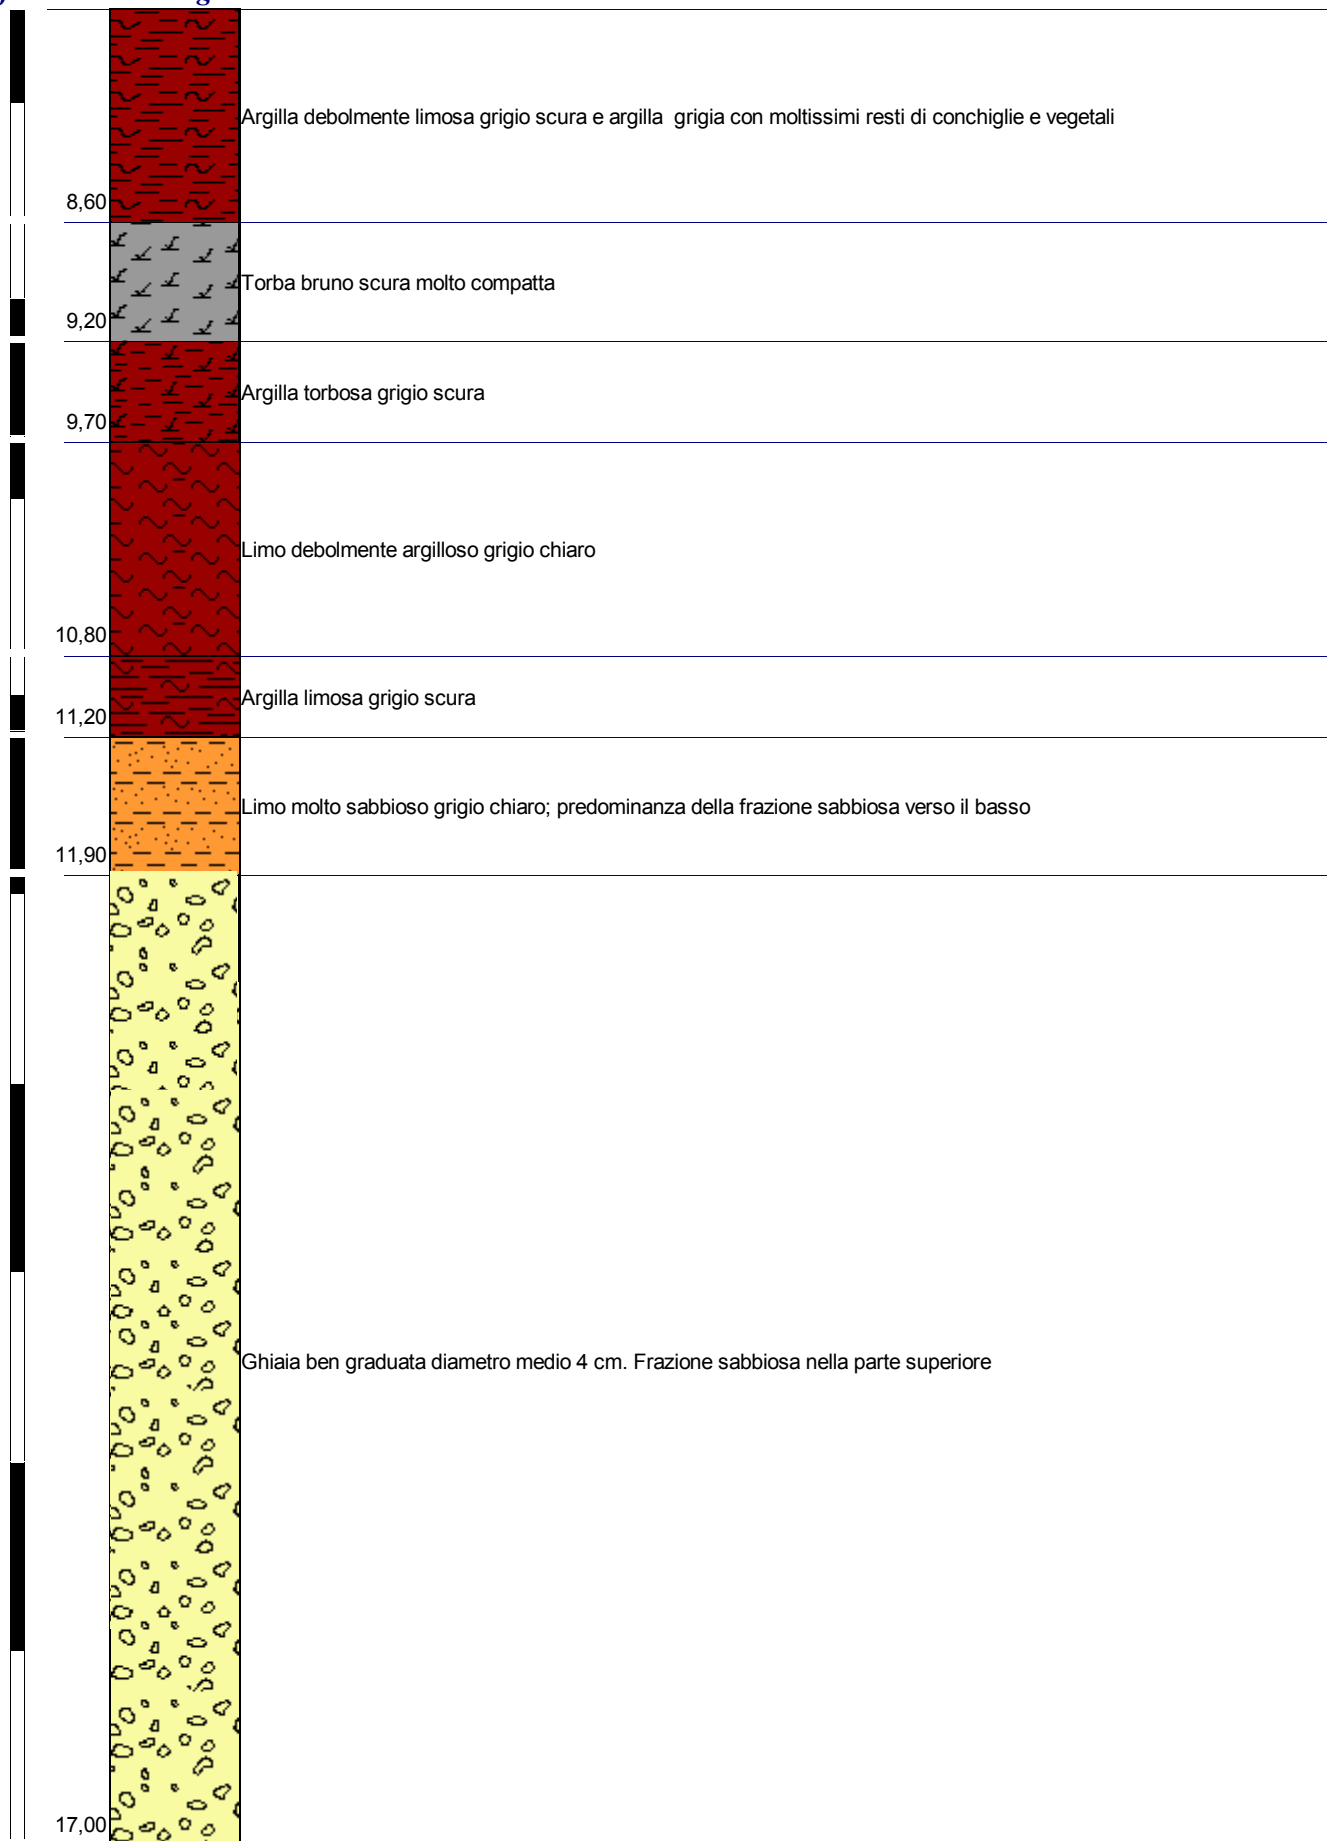 Argilla debolmente limosa grigio scura e argilla  grigia con moltissimi resti di conchiglie e vegetali
8,60
Torba bruno scura molto compatta
9,20
Argilla torbosa grigio scura
9,70
Limo debolmente argilloso grigio chiaro
10,80
Argilla limosa grigio scura
11,20
Limo molto sabbioso grigio chiaro; predominanza della frazione sabbiosa verso il basso
11,90
Ghiaia ben graduata diametro medio 4 cm. Frazione sabbiosa nella parte superiore
17,00